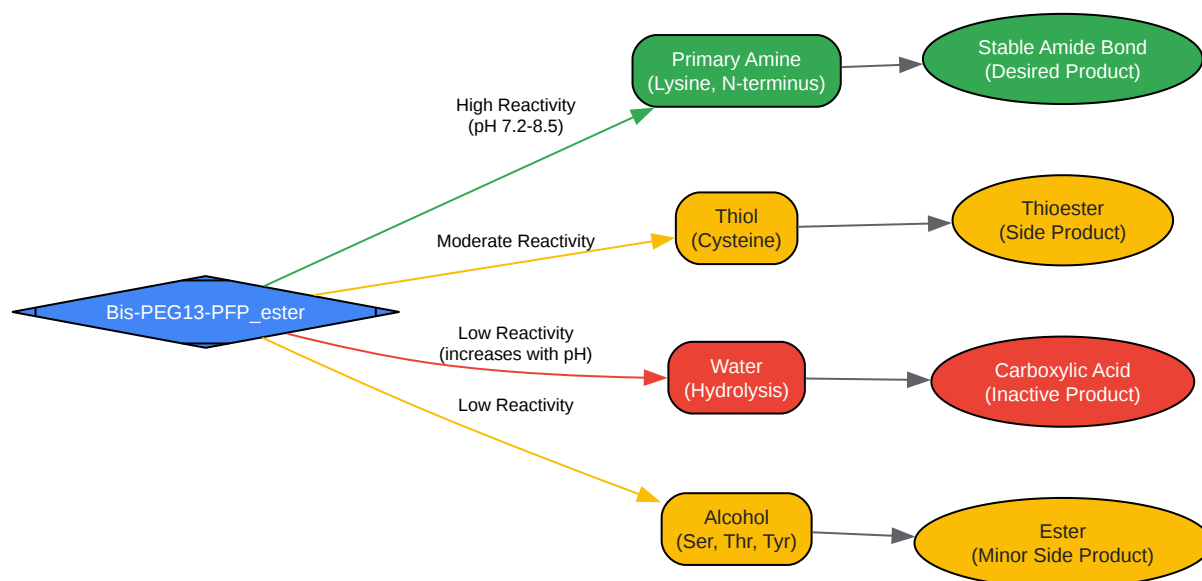 Primary Amine
(Lysine, N-terminus)
Stable Amide Bond
(Desired Product)
High Reactivity
(pH 7.2-8.5)
Thiol
(Cysteine)
Thioester
(Side Product)
Moderate Reactivity
Bis-PEG13-PFP_ester
Low Reactivity
(increases with pH)
Water
(Hydrolysis)
Carboxylic Acid
(Inactive Product)
Low Reactivity
Alcohol
(Ser, Thr, Tyr)
Ester
(Minor Side Product)